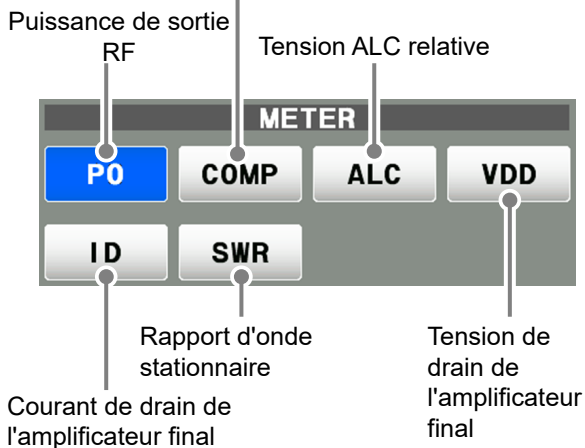 Puissance de sortie
RF
Tension ALC relative
METER
PO
COMP
ALC
VDD
ID
SWR
Rapport d'onde
stationnaire
Tension de
drain de
l'amplificateur
final
Courant de drain de
l'amplificateur final